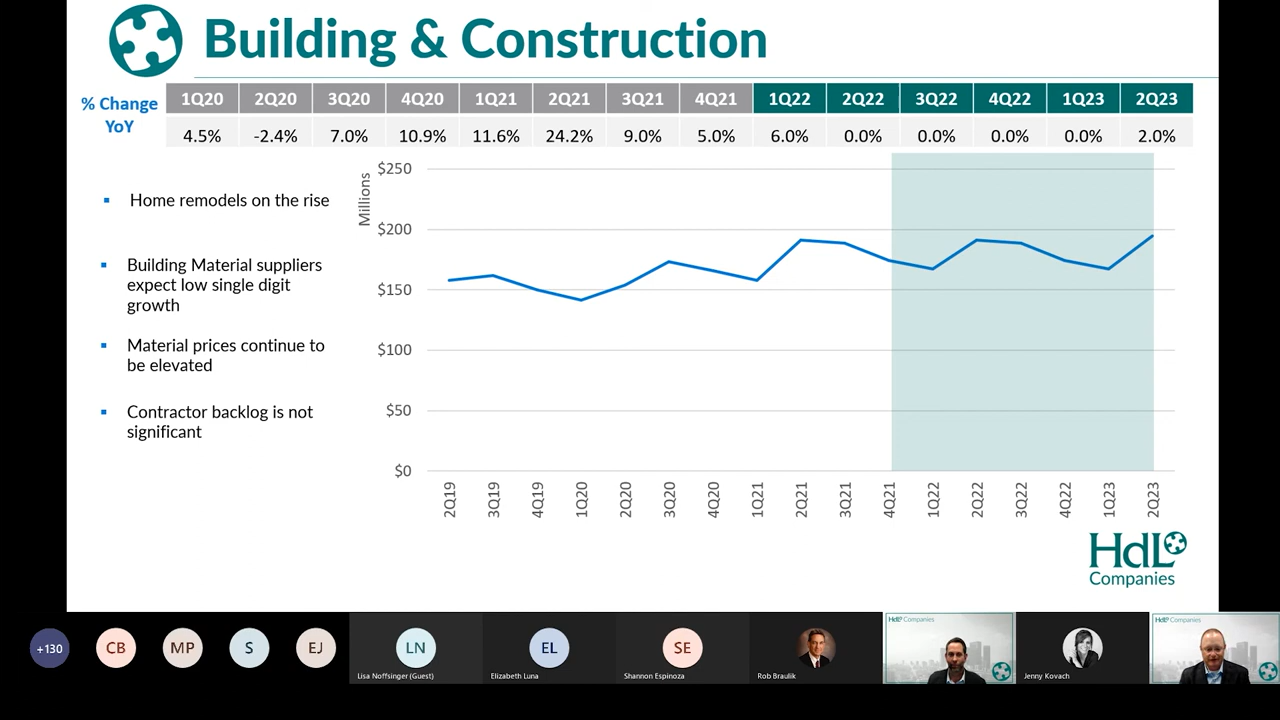 Building & Construction
% Change
YoY
1Q20 2Q20 3Q20 4Q20 1Q21 2Q21 3Q21 4Q21 1Q22 2Q22 3Q22 4Q22 1Q23 2Q23
4.5% -2.4% 7.0% 10.9% 11.6% 24.2% 9.0% 5.0% 6.0% 0.0% 0.0% 0.0% 0.0% 2.0%
Home remodels on the rise
Building Material suppliers
expect low single digit
growth
Material prices continue to
be elevated
Contractor backlog is not
significant
Millions
$250
$200
$150
$100
$50
$0
2Q19 3Q19 4Q19 1Q20 2Q20 3Q20 4Q20 1Q21 2Q21 3Q21 4Q21 1Q22 2Q22 3Q22 4Q22 1Q23 2Q23
HdL
Companies
+130 CB MP S EJ LN EL SE
HdL Companies
HdL Companies
Lisa Noffsinger (Guest) Elizabeth Luna Shannon Espinoza Rob Braulik Jenny Kovach